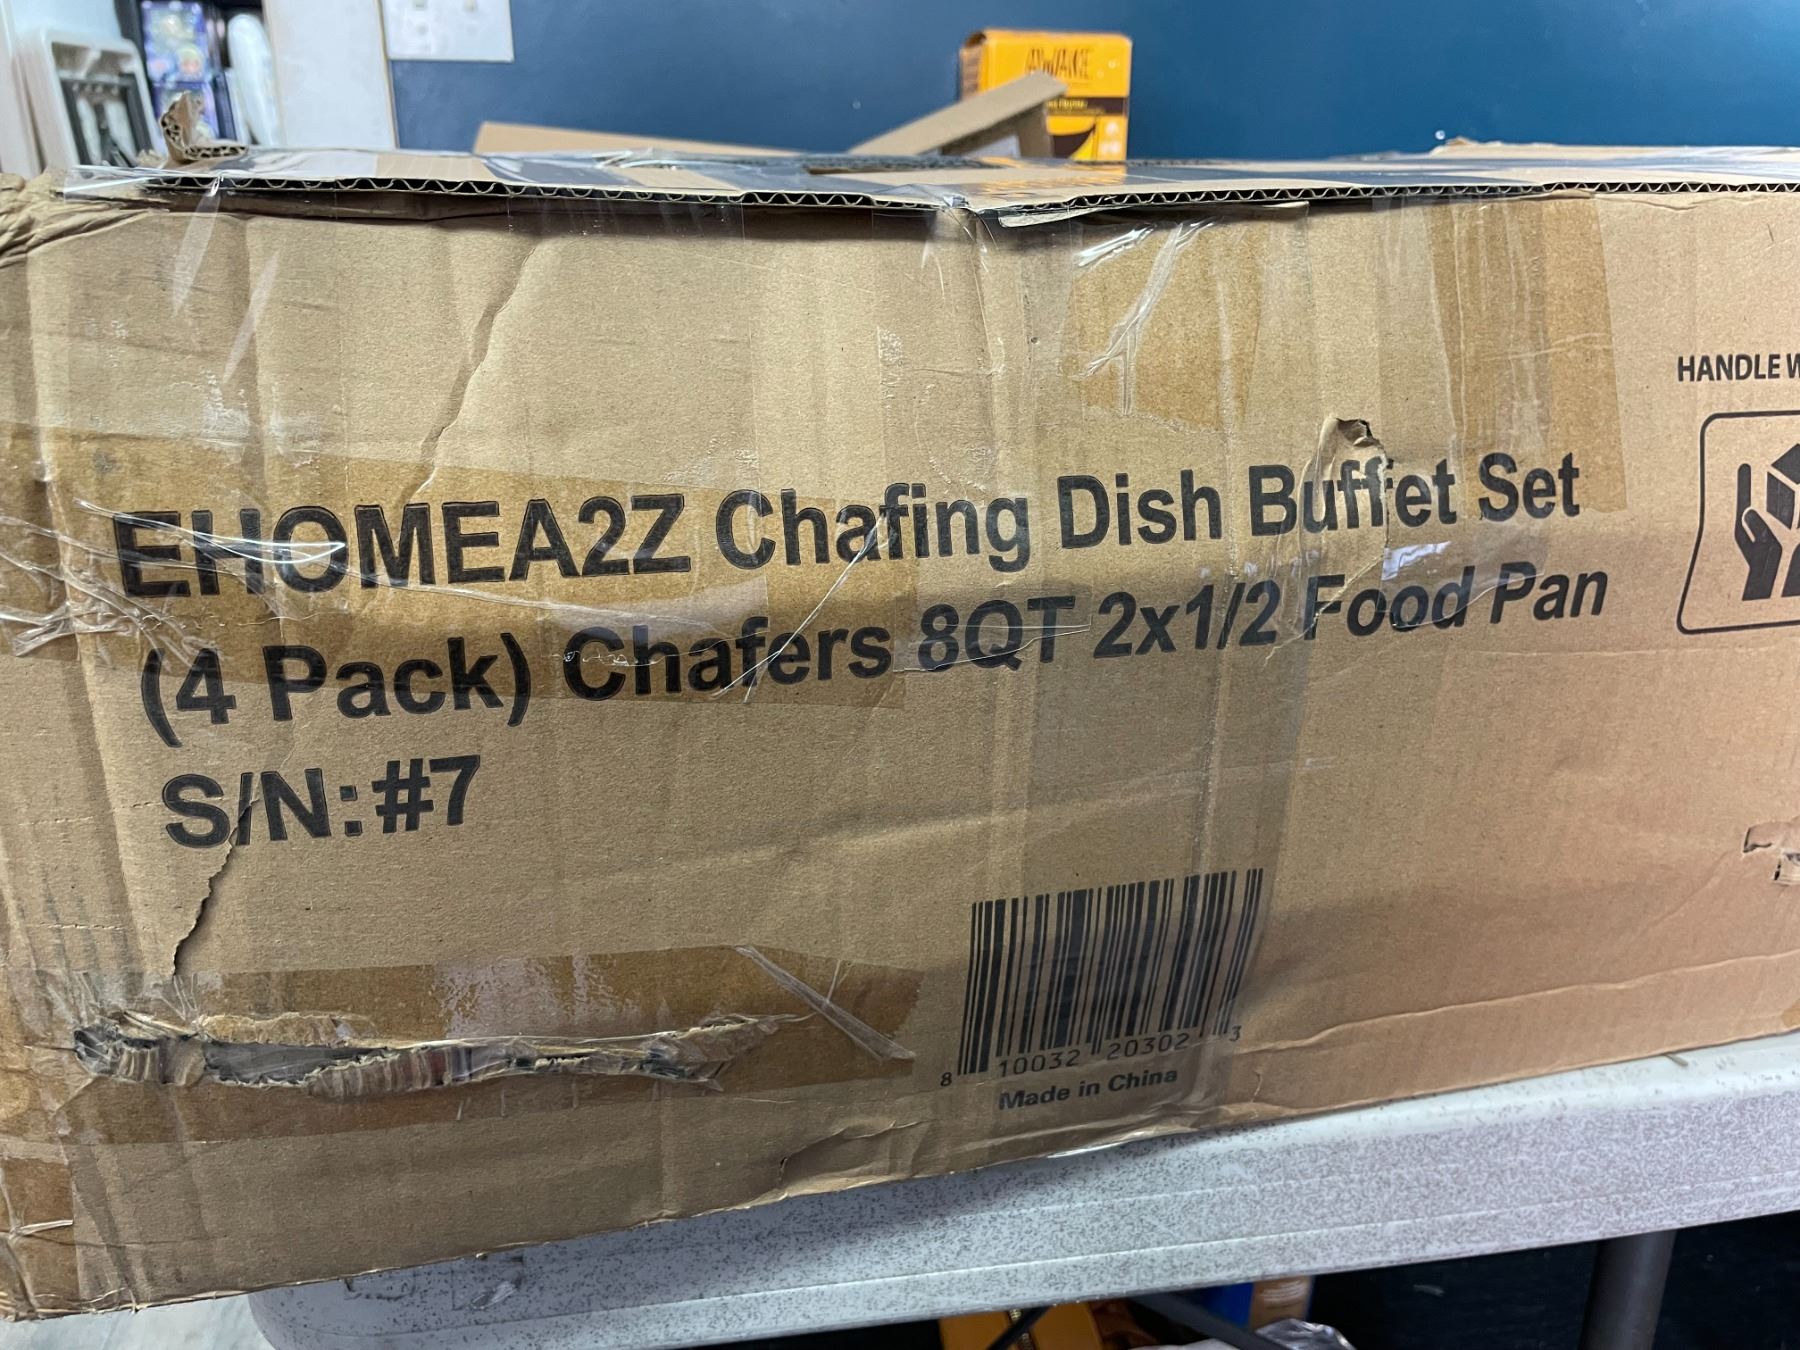 AWAKE
HANDLE W
EHOMEA2Z Chafing Dish Buffet Set
(4 Pack) Chafers 8QT 2x1/2 Food Pan
S/N:#7
8 10032 20302 3
Made in China